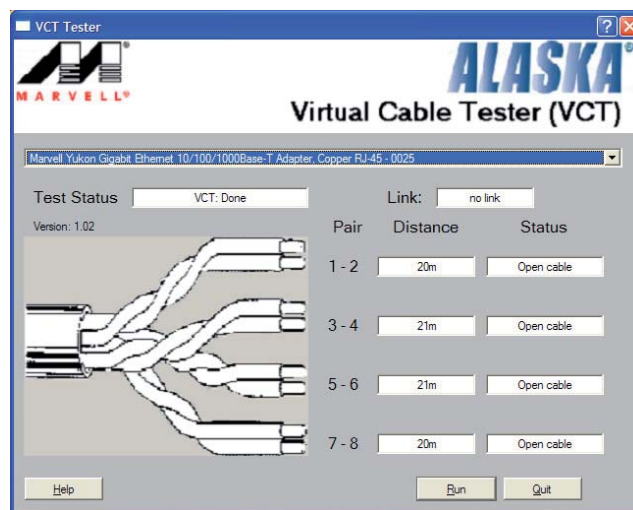 VCT Tester
MARVELL®
ALASKA®
Virtual Cable Tester (VCT)
Marvell Yukon Gigabit Ethernet 10/100/1000Base-T Adapter, Copper RJ-45 - 0025
Test Status VCT: Done Link: no link
Version: 1.02 Pair Distance Status
1 - 2 20m Open cable
3 - 4 21m Open cable
5 - 6 21m Open cable
7 - 8 20m Open cable
Help Run Quit